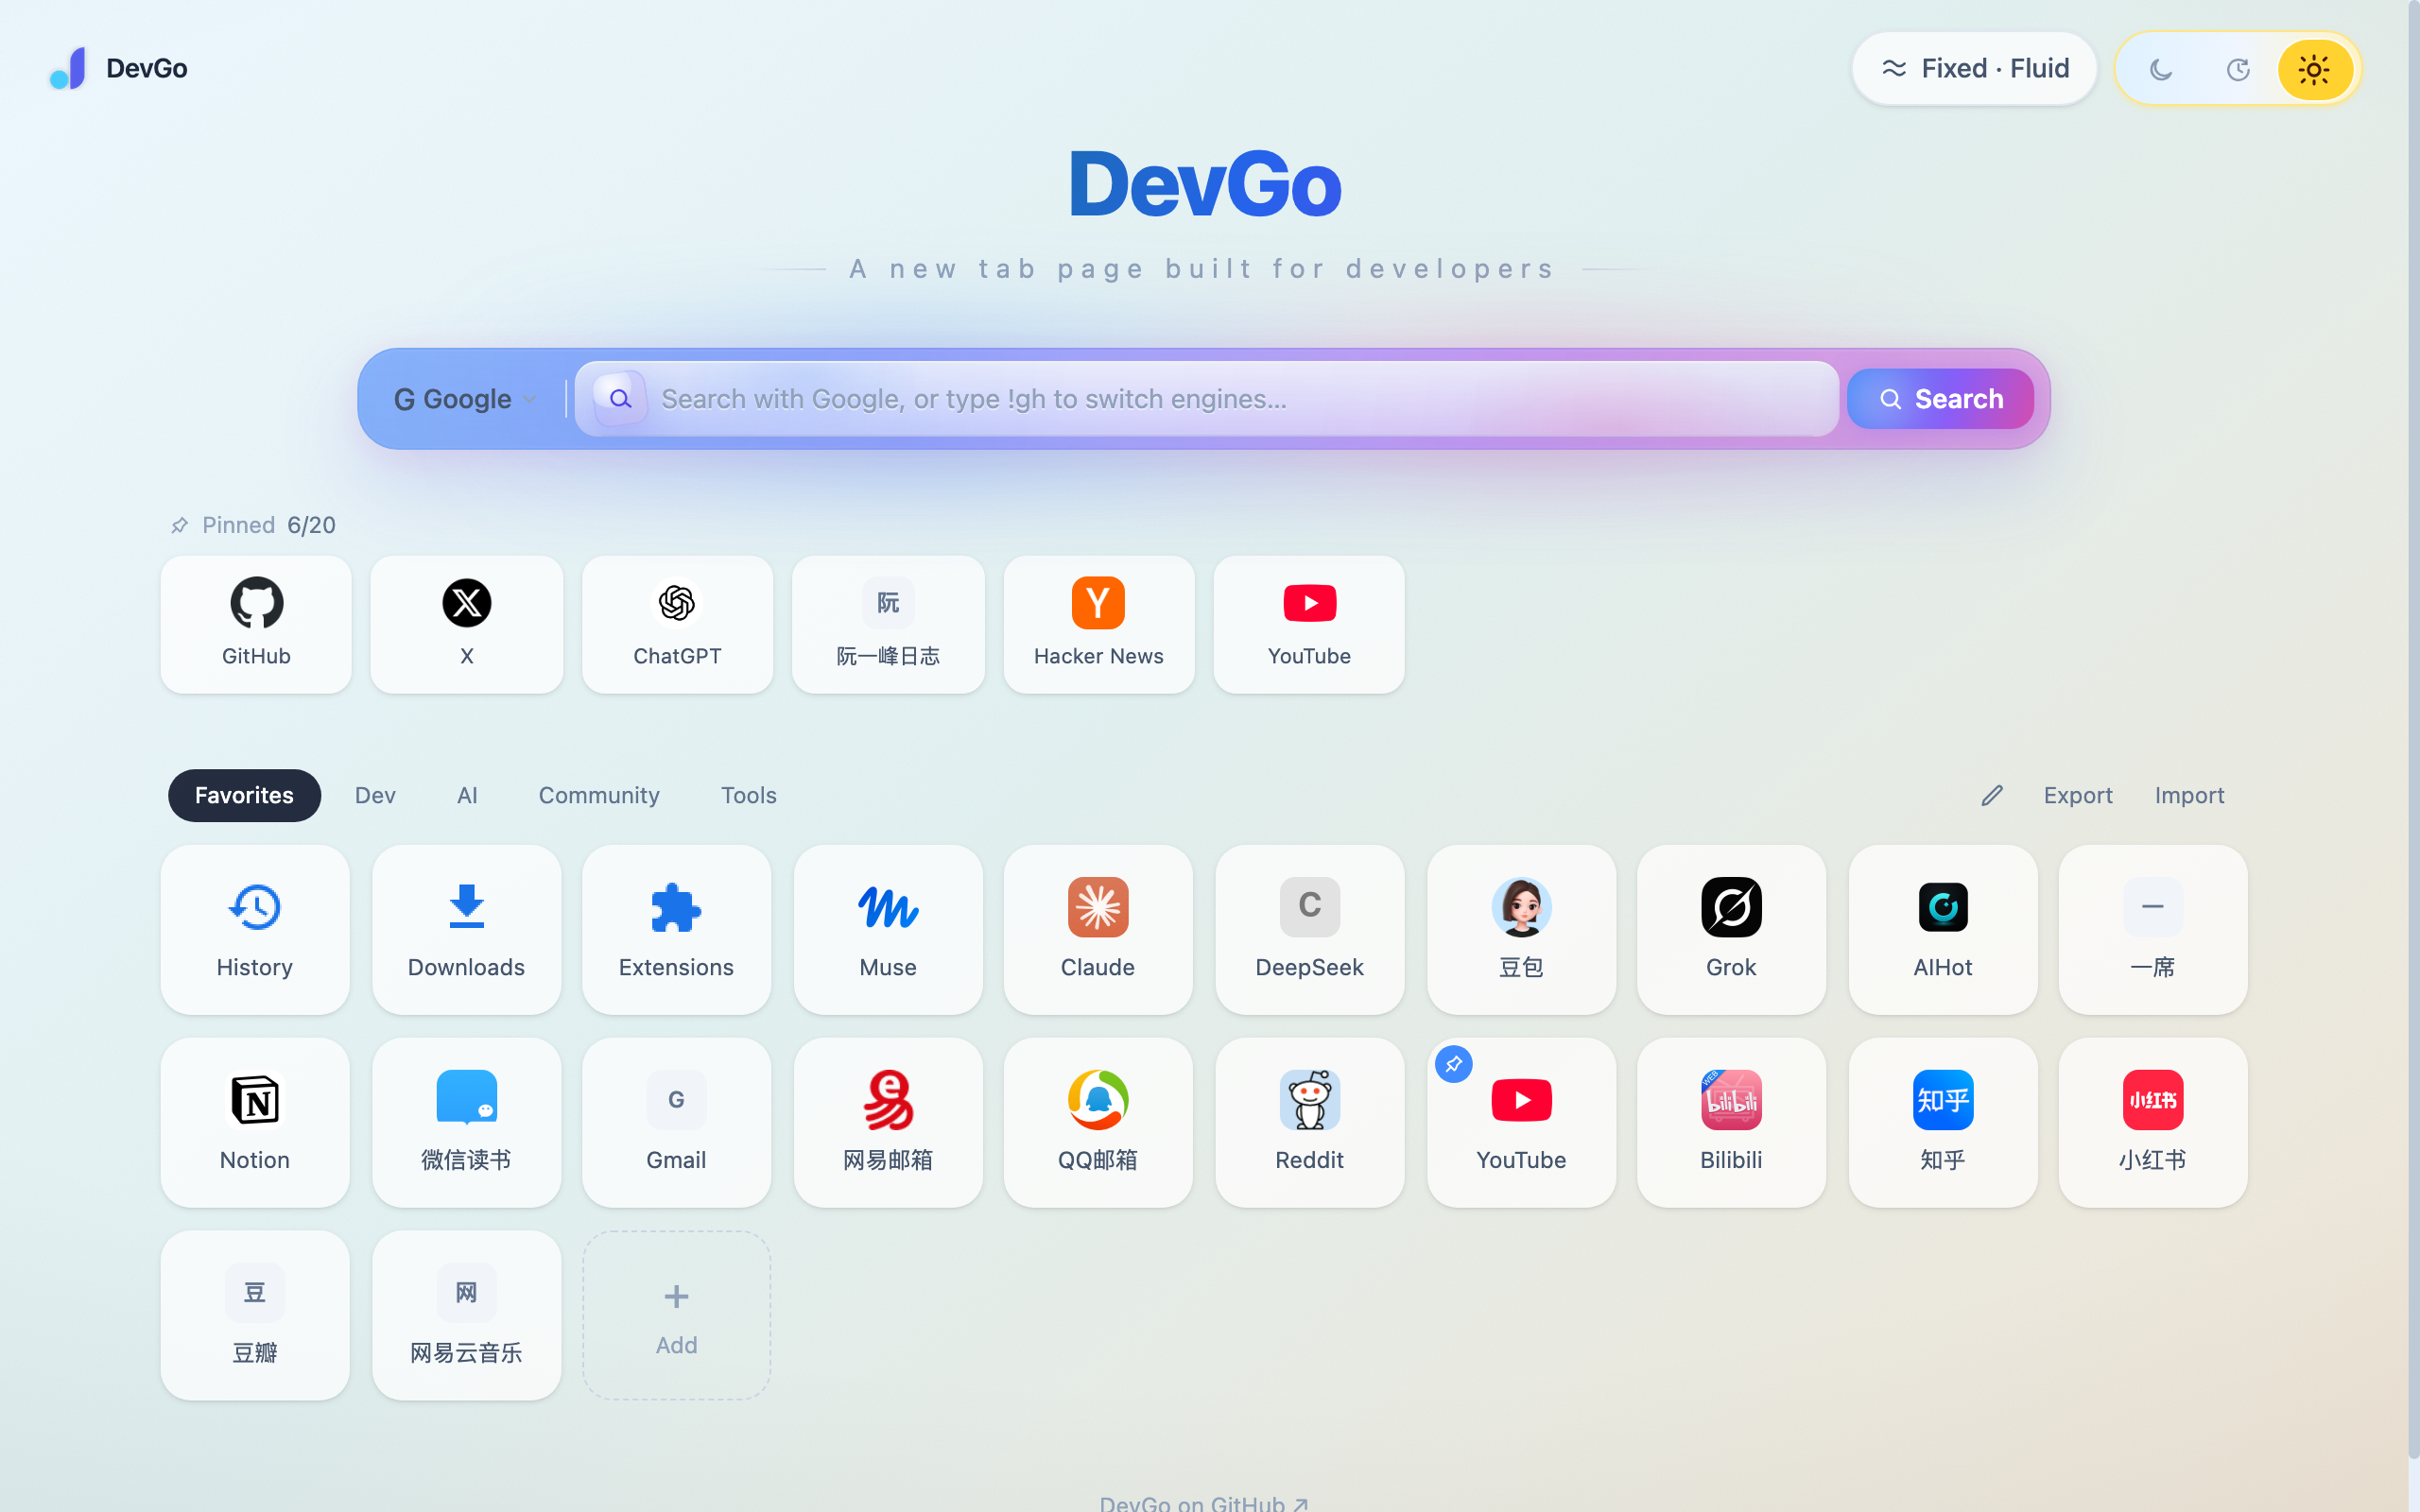 DevGo
Fixed · Fluid
DevGo
A new tab page built for developers
G Google
Search with Google, or type !gh to switch engines...
Search
Pinned 6/20
阮
Y
GitHub
X
ChatGPT
阮一峰日志
Hacker News
YouTube
Favorites
Dev
AI
Community
Tools
Export
Import
C
History
Downloads
Extensions
Muse
Claude
DeepSeek
豆包
Grok
AIHot
一席
N
G
WEB
bilibili
知乎
小红书
Notion
微信读书
Gmail
网易邮箱
QQ邮箱
Reddit
YouTube
Bilibili
知乎
小红书
豆
网
豆瓣
网易云音乐
+
Add
DevGo on GitHub ↗